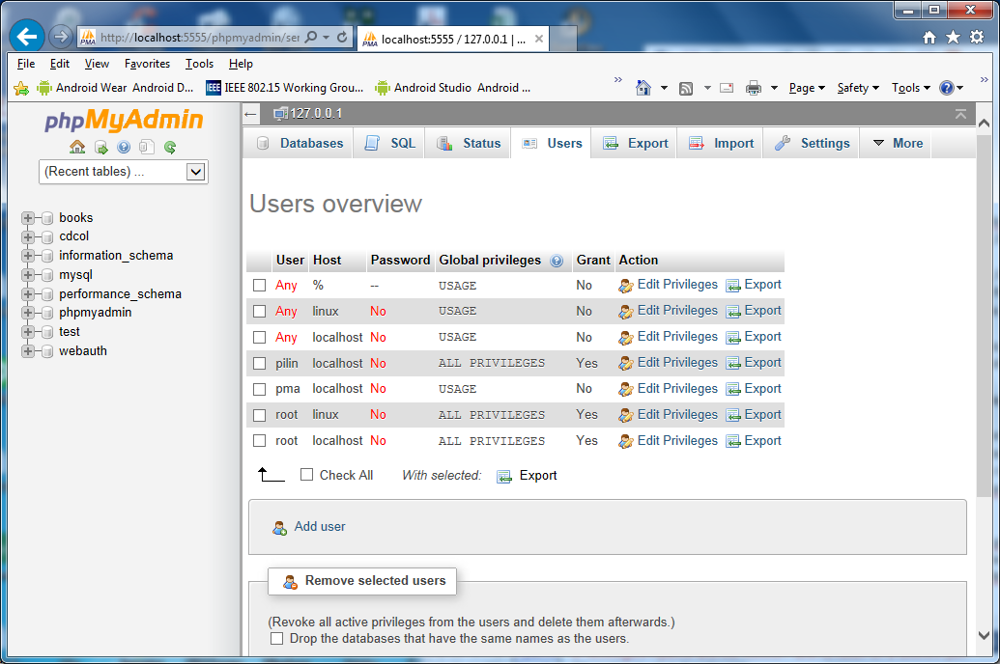 http://localhost:5555/phpmyadmin/ser
localhost:5555 / 127.0.0.1 | ...
File Edit View Favorites Tools Help
Android Wear Android D... IEEE IEEE 802.15 Working Grou... Android Studio Android ...
Page Safety Tools
phpMyAdmin
(Recent tables) ...
books
cdcol
information_schema
mysql
performance_schema
phpmyadmin
test
webauth
127.0.0.1
Databases SQL Status Users Export Import Settings More
Users overview
User Host Password Global privileges Grant Action
Any % -- USAGE No Edit Privileges Export
Any linux No USAGE No Edit Privileges Export
Any localhost No USAGE No Edit Privileges Export
pilin localhost No ALL PRIVILEGES Yes Edit Privileges Export
pma localhost No USAGE No Edit Privileges Export
root linux No ALL PRIVILEGES Yes Edit Privileges Export
root localhost No ALL PRIVILEGES Yes Edit Privileges Export
Check All With selected: Export
Add user
Remove selected users
(Revoke all active privileges from the users and delete them afterwards.)
Drop the databases that have the same names as the users.